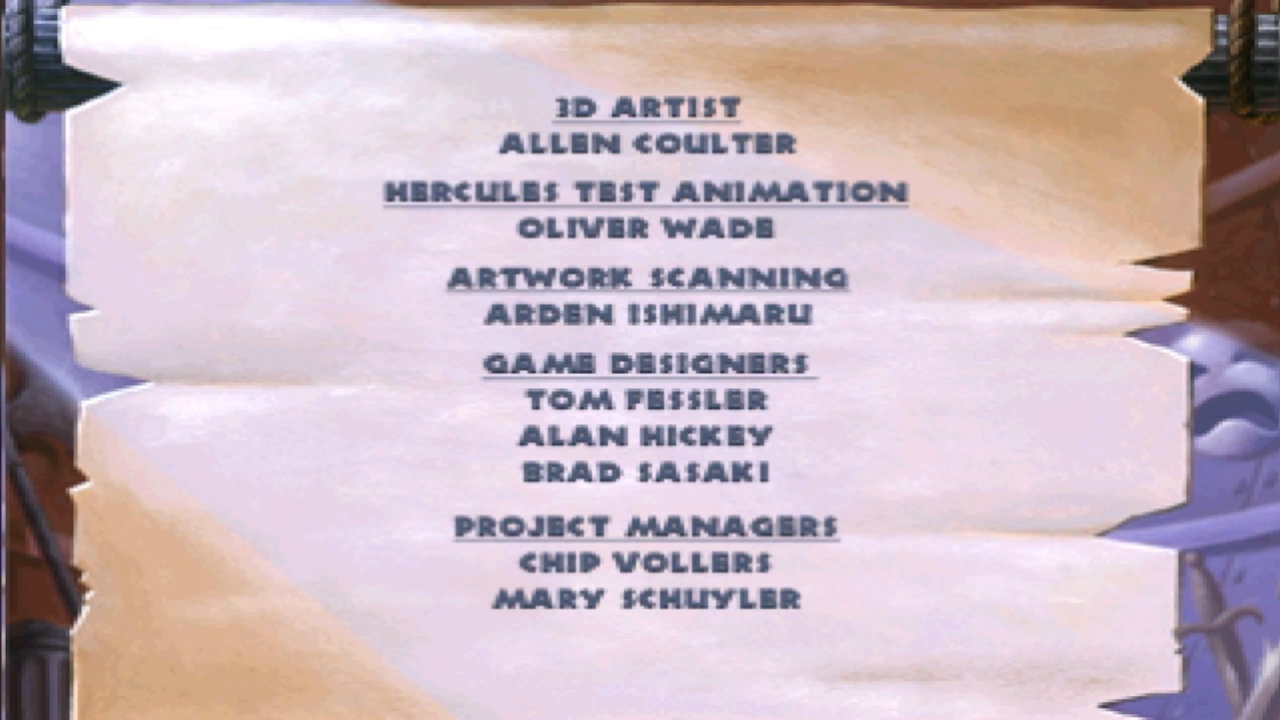 3D ARTIST
ALLEN COULTER
HERCULES TEST ANIMATION
OLIVER WADE
ARTWORK SCANNING
ARDEN ISHIMARU
GAME DESIGNERS
TOM FESSLER
ALAN HICKEY
BRAD SASAKI
PROJECT MANAGERS
CHIP VOLLERS
MARY SCHUYLER